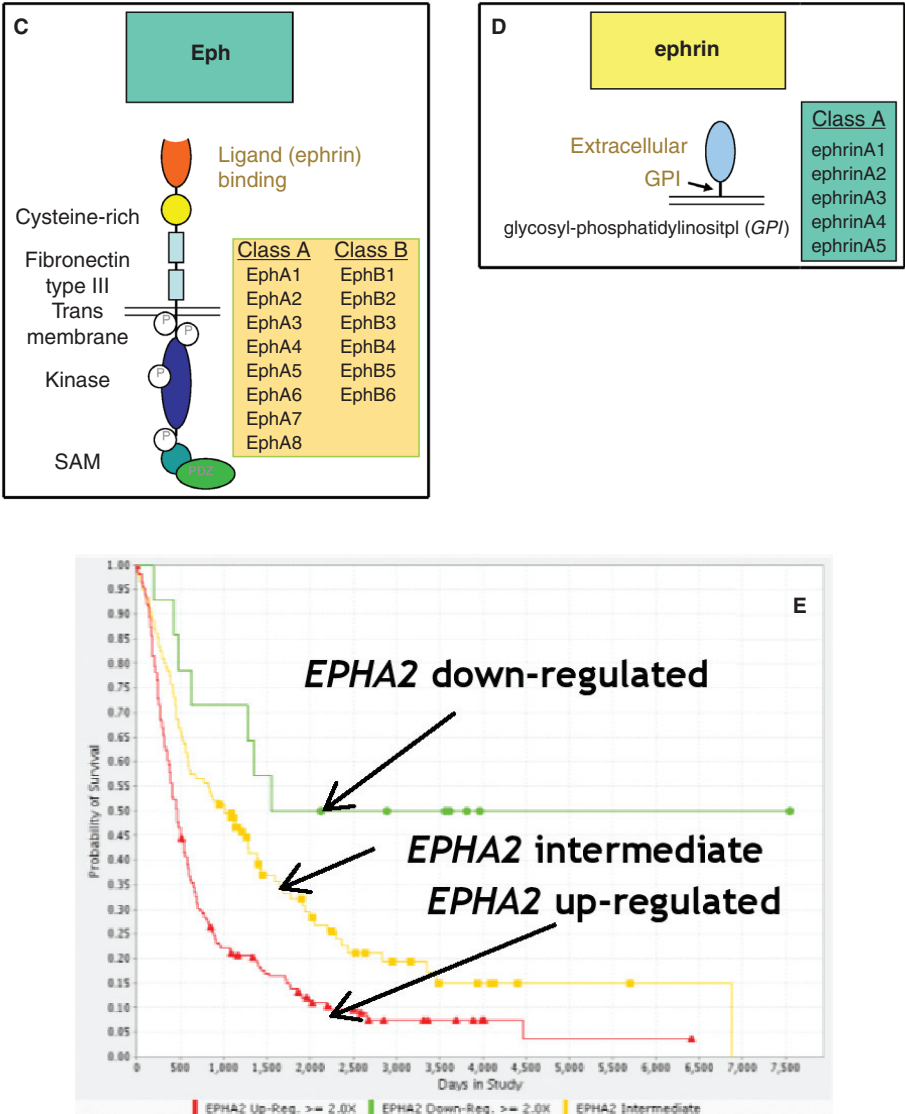 C
Eph
Ligand (ephrin)
binding
Cysteine-rich
Fibronectin
type III
Trans
membrane
Kinase
SAM
P
P
P
P
PDZ
Class A Class B
EphA1 EphB1
EphA2 EphB2
EphA3 EphB3
EphA4 EphB4
EphA5 EphB5
EphA6 EphB6
EphA7
EphA8
D
ephrin
Extracellular
GPI
glycosyl-phosphatidylinositpl (GPI)
Class A
ephrinA1
ephrinA2
ephrinA3
ephrinA4
ephrinA5
E
EPHA2 down-regulated
EPHA2 intermediate
EPHA2 up-regulated
Probability of Survival
1.00
0.95
0.90
0.85
0.80
0.75
0.70
0.65
0.60
0.55
0.50
0.45
0.40
0.35
0.30
0.25
0.20
0.15
0.10
0.05
0.00
0 500 1,000 1,500 2,000 2,500 3,000 3,500 4,000 4,500 5,000 5,500 6,000 6,500 7,000 7,500
Days in Study
EPHA2 Up-Reg. >= 2.0X EPHA2 Down-Reg. >= 2.0X EPHA2 Intermediate